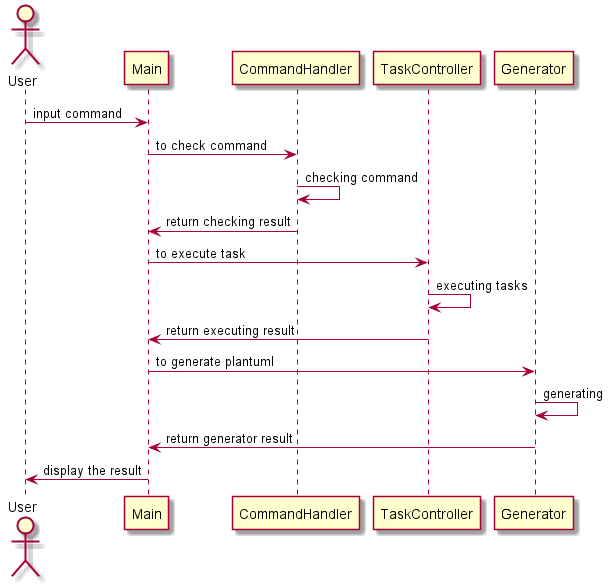 User
Main
CommandHandler
TaskController
Generator
input command
to check command
checking command
return checking result
to execute task
executing tasks
return executing result
to generate plantuml
generating
return generator result
display the result
User
Main
CommandHandler
TaskController
Generator